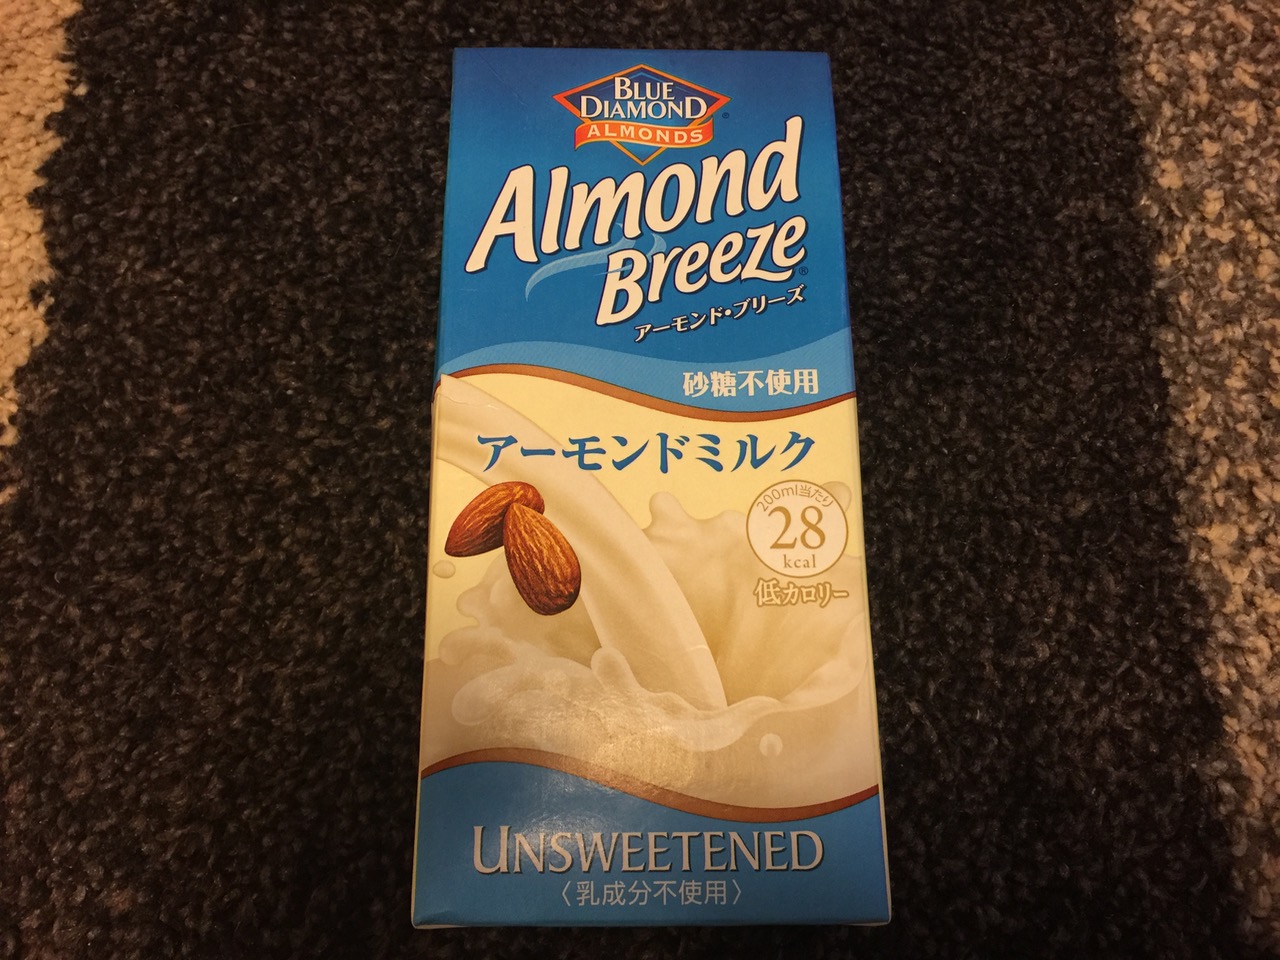 BLUE
DIAMOND®
ALMONDS
Almond
Breeze®
アーモンド・ブリーズ
砂糖不使用
アーモンドミルク
200ml当たり
28
kcal
低カロリー
UNSWEETENED
〈乳成分不使用〉